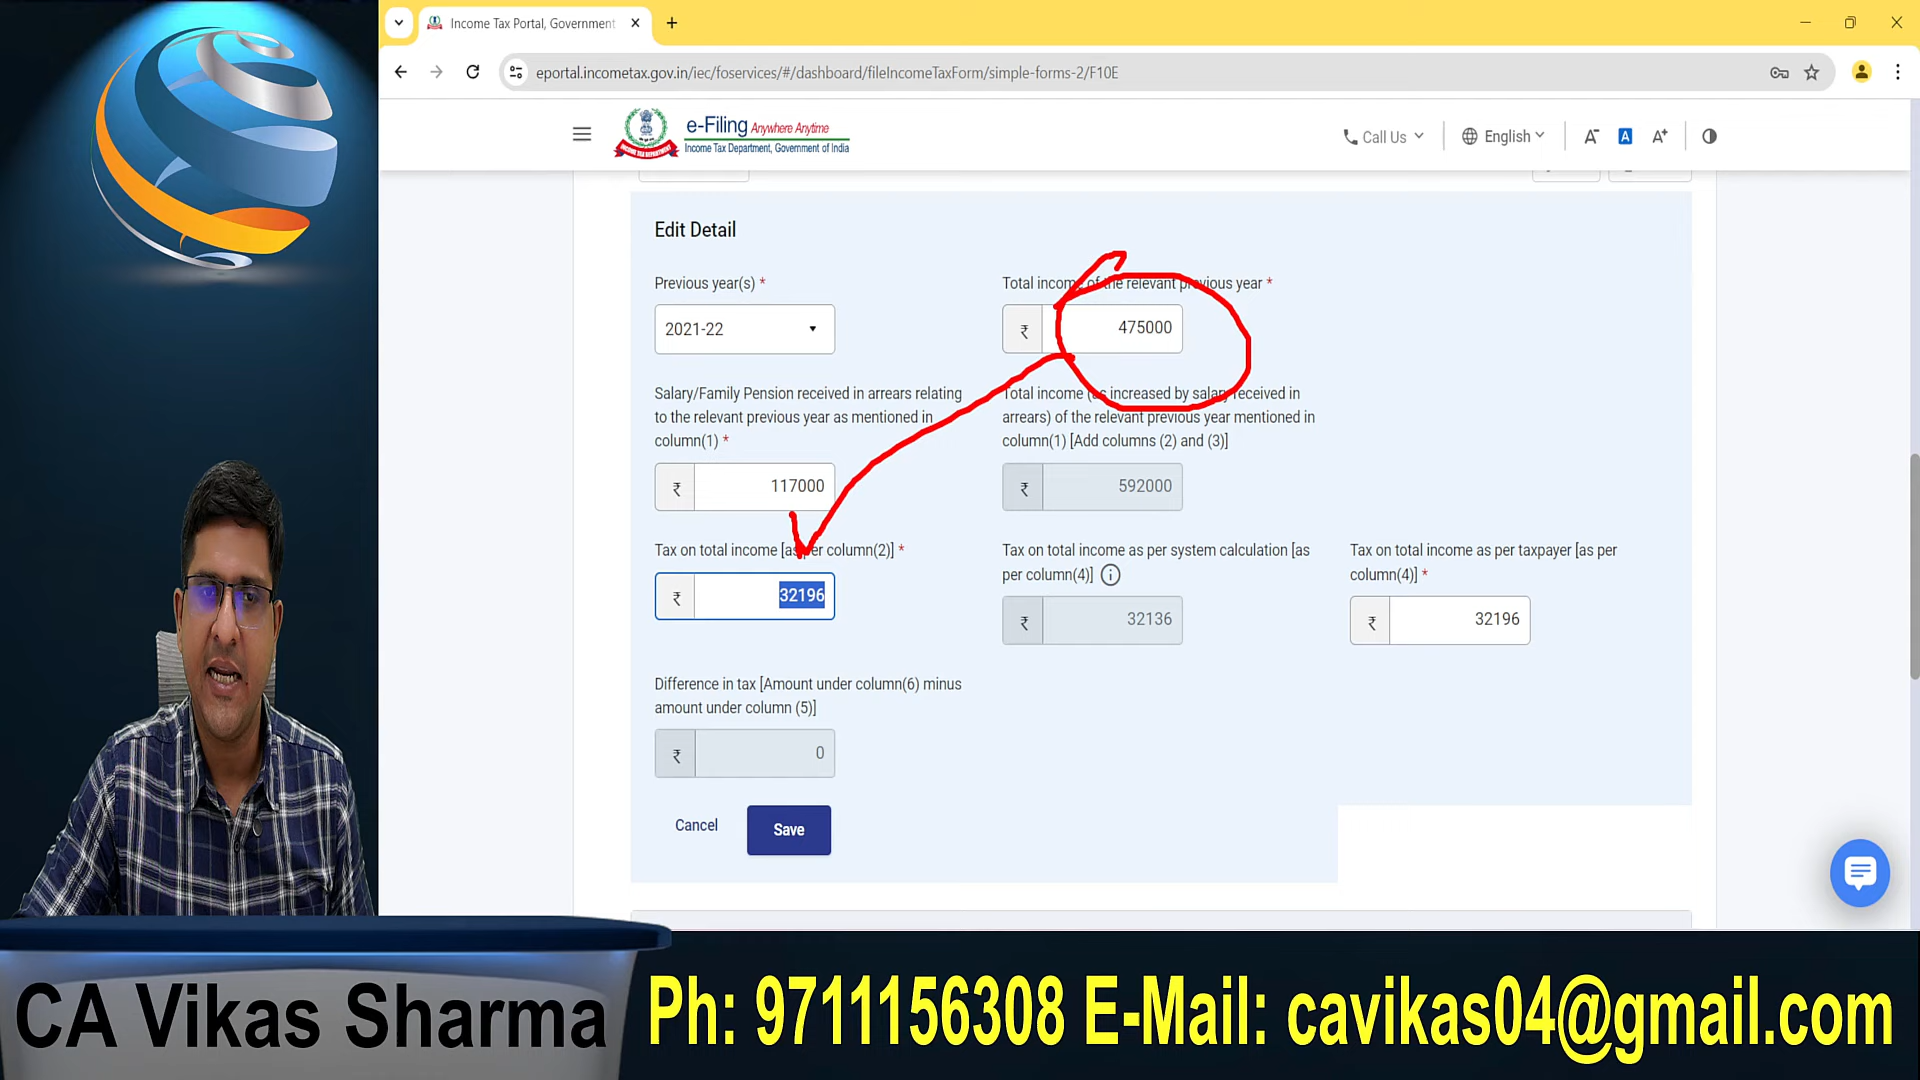 Income Tax Portal, Government
eportal.incometax.gov.in/iec/foservices/#/dashboard/fileIncomeTaxForm/simple-forms-2/F10E
e-Filing Anywhere Anytime
Income Tax Department, Government of India
Call Us
English
A-
A
A+
Edit Detail
Previous year(s) *
2021-22
Total income of the relevant previous year *
₹ 475000
Salary/Family Pension received in arrears relating
to the relevant previous year as mentioned in
column(1) *
₹ 117000
Total income (as increased by salary received in
arrears) of the relevant previous year mentioned in
column(1) [Add columns (2) and (3)]
₹ 592000
Tax on total income [as per column(2)] *
₹ 32196
Tax on total income as per system calculation [as
per column(4)]
₹ 32136
Tax on total income as per taxpayer [as per
column(4)] *
₹ 32196
Difference in tax [Amount under column(6) minus
amount under column (5)]
₹ 0
Cancel
Save
CA Vikas Sharma
Ph: 9711156308 E-Mail: cavikas04@gmail.com